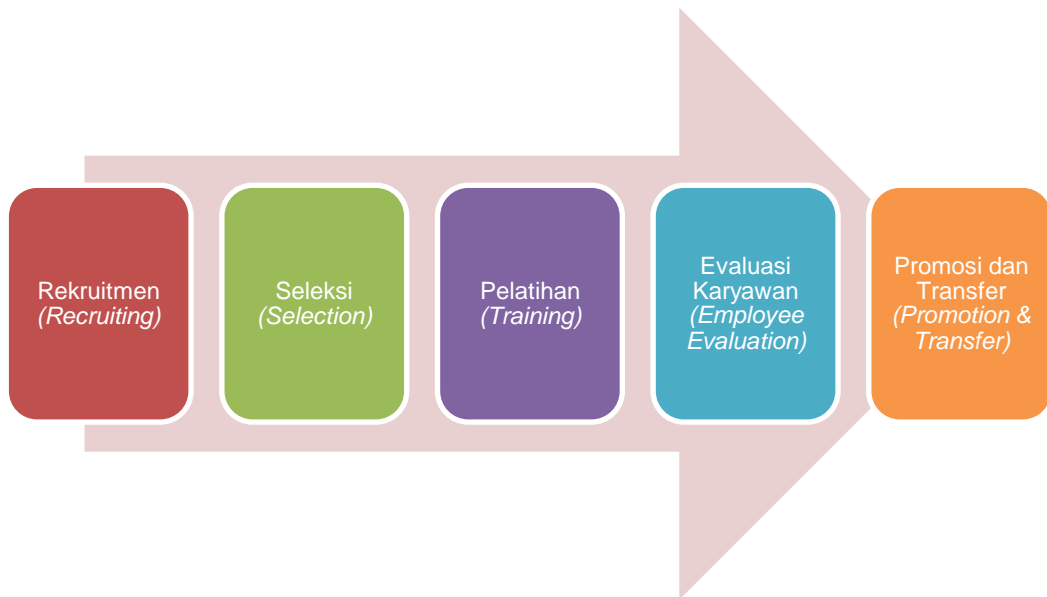 Rekruitmen
(Recruiting)
Seleksi
(Selection)
Pelatihan
(Training)
Evaluasi
Karyawan
(Employee
Evaluation)
Promosi dan
Transfer
(Promotion &
Transfer)